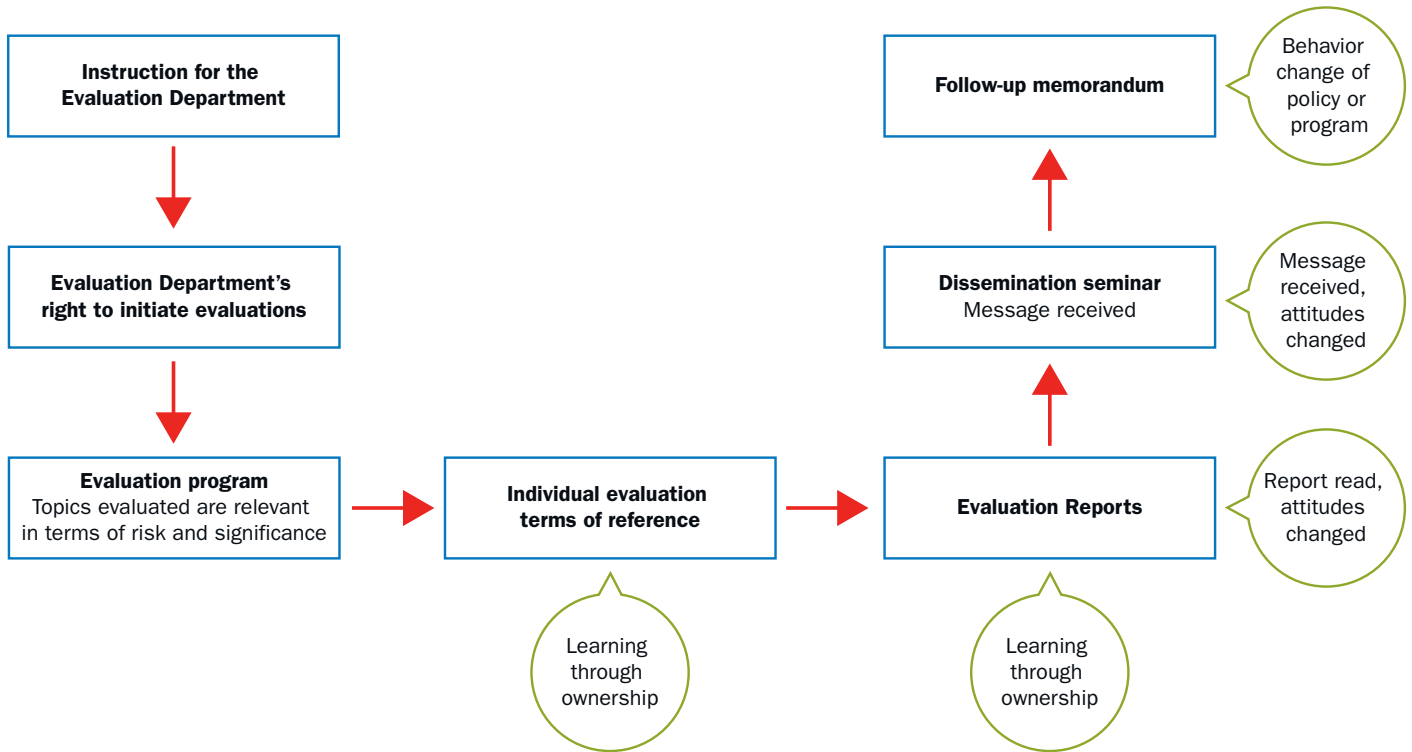 Instruction for the
Evaluation Department
Evaluation Department’s
right to initiate evaluations
Evaluation program
Topics evaluated are relevant
in terms of risk and significance
Individual evaluation
terms of reference
Learning
through
ownership
Evaluation Reports
Learning
through
ownership
Report read,
attitudes
changed
Dissemination seminar
Message received
Message
received,
attitudes
changed
Follow-up memorandum
Behavior
change of
policy or
program